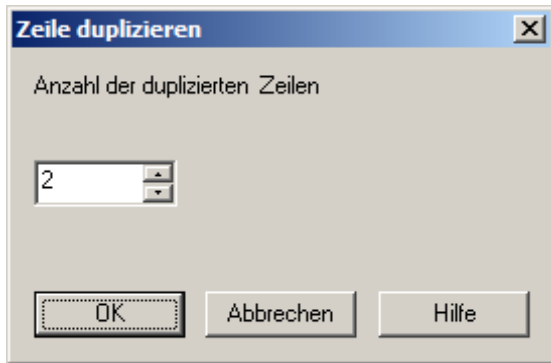 Zeile duplizieren
Anzahl der duplizierten Zeilen
2
OK Abbrechen Hilfe